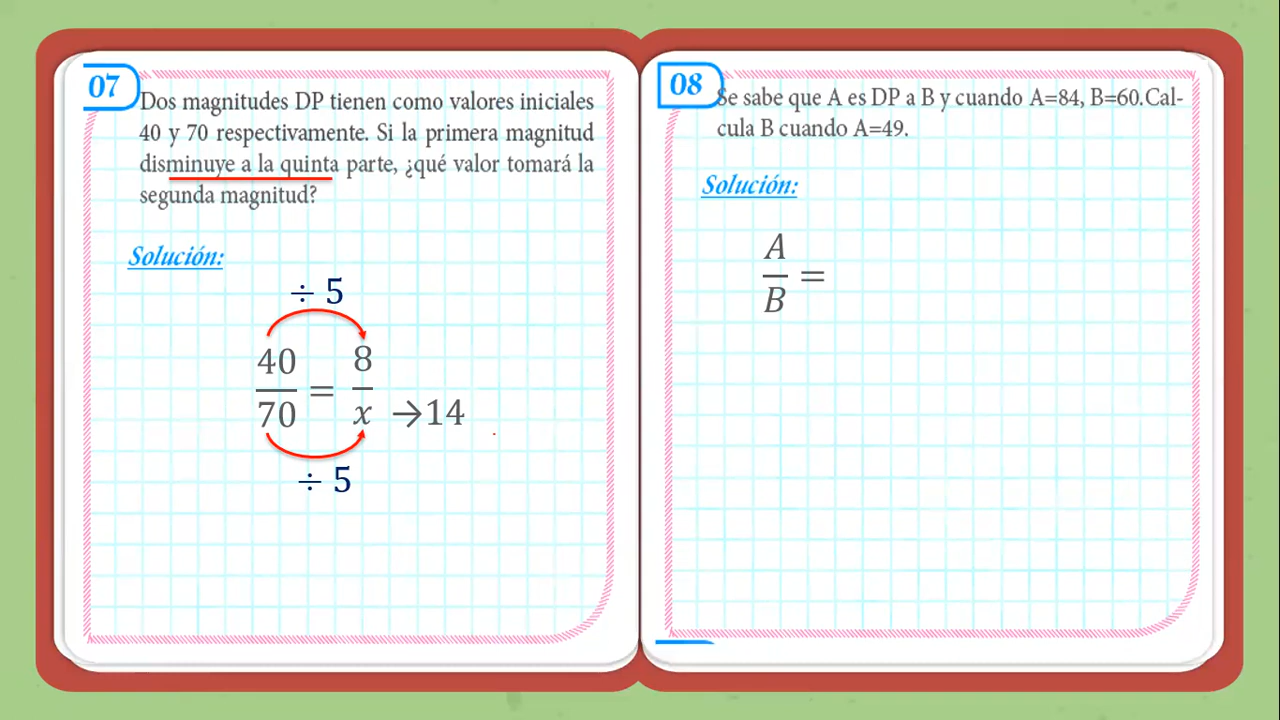 07
Dos magnitudes DP tienen como valores iniciales
40 y 70 respectivamente. Si la primera magnitud
disminuye a la quinta parte, ¿qué valor tomará la
segunda magnitud?
Solución:
÷ 5
40/70 = 8/x →14
÷ 5
08
Se sabe que A es DP a B y cuando A=84, B=60.Cal-
cula B cuando A=49.
Solución:
A/B =